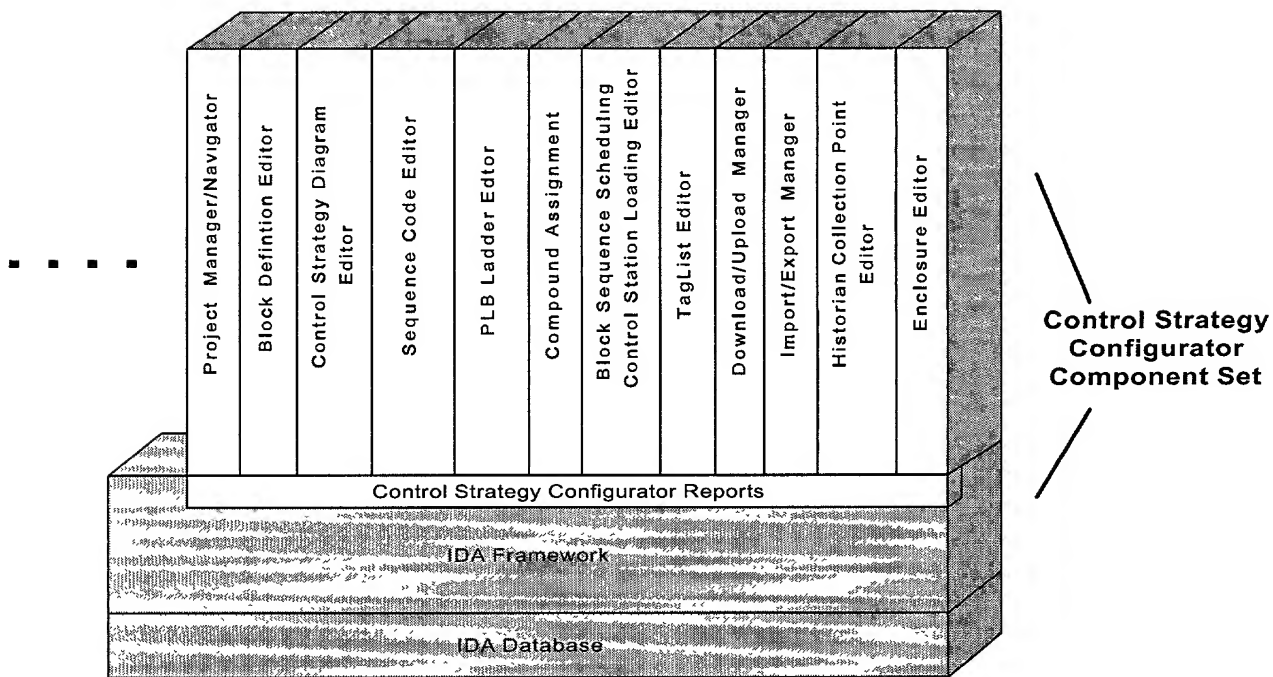 Project Manager/Navigator
Block Defintion Editor
Control Strategy Diagram
Editor
Sequence Code Editor
PLB Ladder Edtor
Compound Assignment
Block Sequence Scheduling
Control Station Loading Editor
TagList Editor
Download/Upload Manager
Import/Export Manager
Historian Collection Point
Editor
Enclosure Editor
Control Strategy
Configurator
Component Set
Control Strategy Configurator Reports
IDA Framework
IDA Database